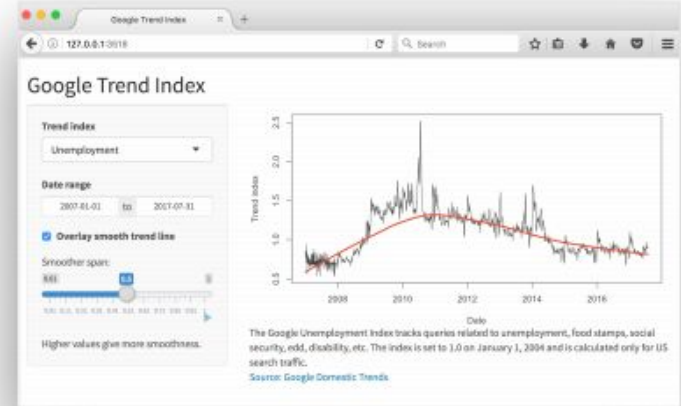 Google Trend Index
127.0.0.1:3618
Search
Google Trend Index
Trend index
Unemployment
Date range
2007-01-01 to 2017-07-31
Overlay smooth trend line
Smoother span:
0.01 0.5 1
Higher values give more smoothness.
Trend index
2.5
2.0
1.5
1.0
0.5
2008 2010 2012 2014 2016
Date
The Google Unemployment Index tracks queries related to unemployment, food stamps, social
security, edd, disability, etc. The index is set to 1.0 on January 1, 2004 and is calculated only for US
search traffic.
Source: Google Domestic Trends